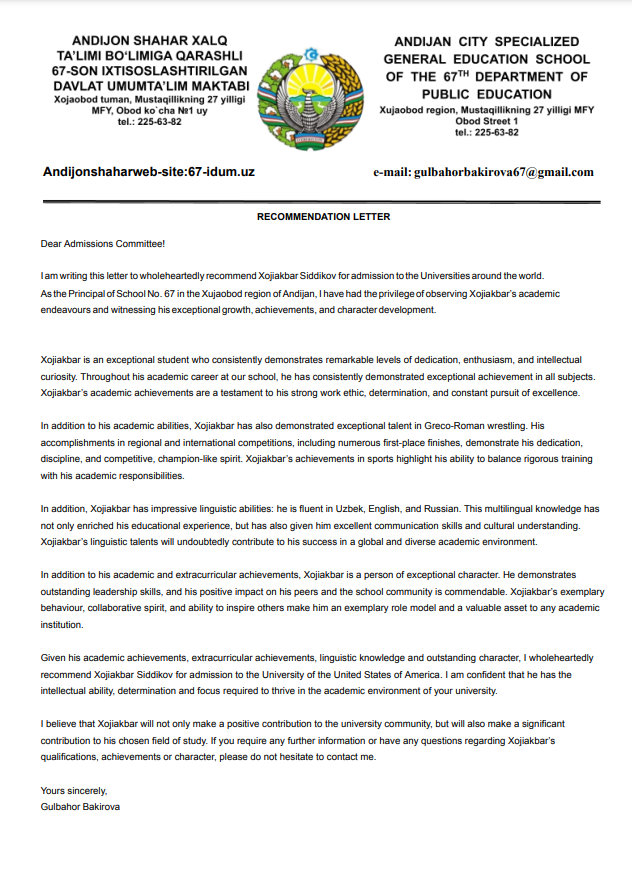 ANDIJON SHAHAR XALQ
TA’LIMI BO‘LIMIGA QARASHLI
67-SON IXTISOSLASHTIRILGAN
DAVLAT UMUMTA’LIM MAKTABI
Xojaobod tuman, Mustaqillikning 27 yilligi
MFY, Obod ko`cha №1 uy
tel.: 225-63-82
ANDIJAN CITY SPECIALIZED
GENERAL EDUCATION SCHOOL
OF THE 67TH DEPARTMENT OF
PUBLIC EDUCATION
Xujaobod region, Mustaqillikning 27 yilligi MFY
Obod Street 1
tel.: 225-63-82
Andijonshaharweb-site:67-idum.uz
e-mail: gulbahorbakirova67@gmail.com
RECOMMENDATION LETTER
Dear Admissions Committee!
I am writing this letter to wholeheartedly recommend Xojiakbar Siddikov for admission to the Universities around the world.
As the Principal of School No. 67 in the Xujaobod region of Andijan, I have had the privilege of observing Xojiakbar’s academic
endeavours and witnessing his exceptional growth, achievements, and character development.
Xojiakbar is an exceptional student who consistently demonstrates remarkable levels of dedication, enthusiasm, and intellectual
curiosity. Throughout his academic career at our school, he has consistently demonstrated exceptional achievement in all subjects.
Xojiakbar’s academic achievements are a testament to his strong work ethic, determination, and constant pursuit of excellence.
In addition to his academic abilities, Xojiakbar has also demonstrated exceptional talent in Greco-Roman wrestling. His
accomplishments in regional and international competitions, including numerous first-place finishes, demonstrate his dedication,
discipline, and competitive, champion-like spirit. Xojiakbar’s achievements in sports highlight his ability to balance rigorous training
with his academic responsibilities.
In addition, Xojiakbar has impressive linguistic abilities: he is fluent in Uzbek, English, and Russian. This multilingual knowledge has
not only enriched his educational experience, but has also given him excellent communication skills and cultural understanding.
Xojiakbar’s linguistic talents will undoubtedly contribute to his success in a global and diverse academic environment.
In addition to his academic and extracurricular achievements, Xojiakbar is a person of exceptional character. He demonstrates
outstanding leadership skills, and his positive impact on his peers and the school community is commendable. Xojiakbar’s exemplary
behaviour, collaborative spirit, and ability to inspire others make him an exemplary role model and a valuable asset to any academic
institution.
Given his academic achievements, extracurricular achievements, linguistic knowledge and outstanding character, I wholeheartedly
recommend Xojiakbar Siddikov for admission to the University of the United States of America. I am confident that he has the
intellectual ability, determination and focus required to thrive in the academic environment of your university.
I believe that Xojiakbar will not only make a positive contribution to the university community, but will also make a significant
contribution to his chosen field of study. If you require any further information or have any questions regarding Xojiakbar’s
qualifications, achievements or character, please do not hesitate to contact me.
Yours sincerely,
Gulbahor Bakirova